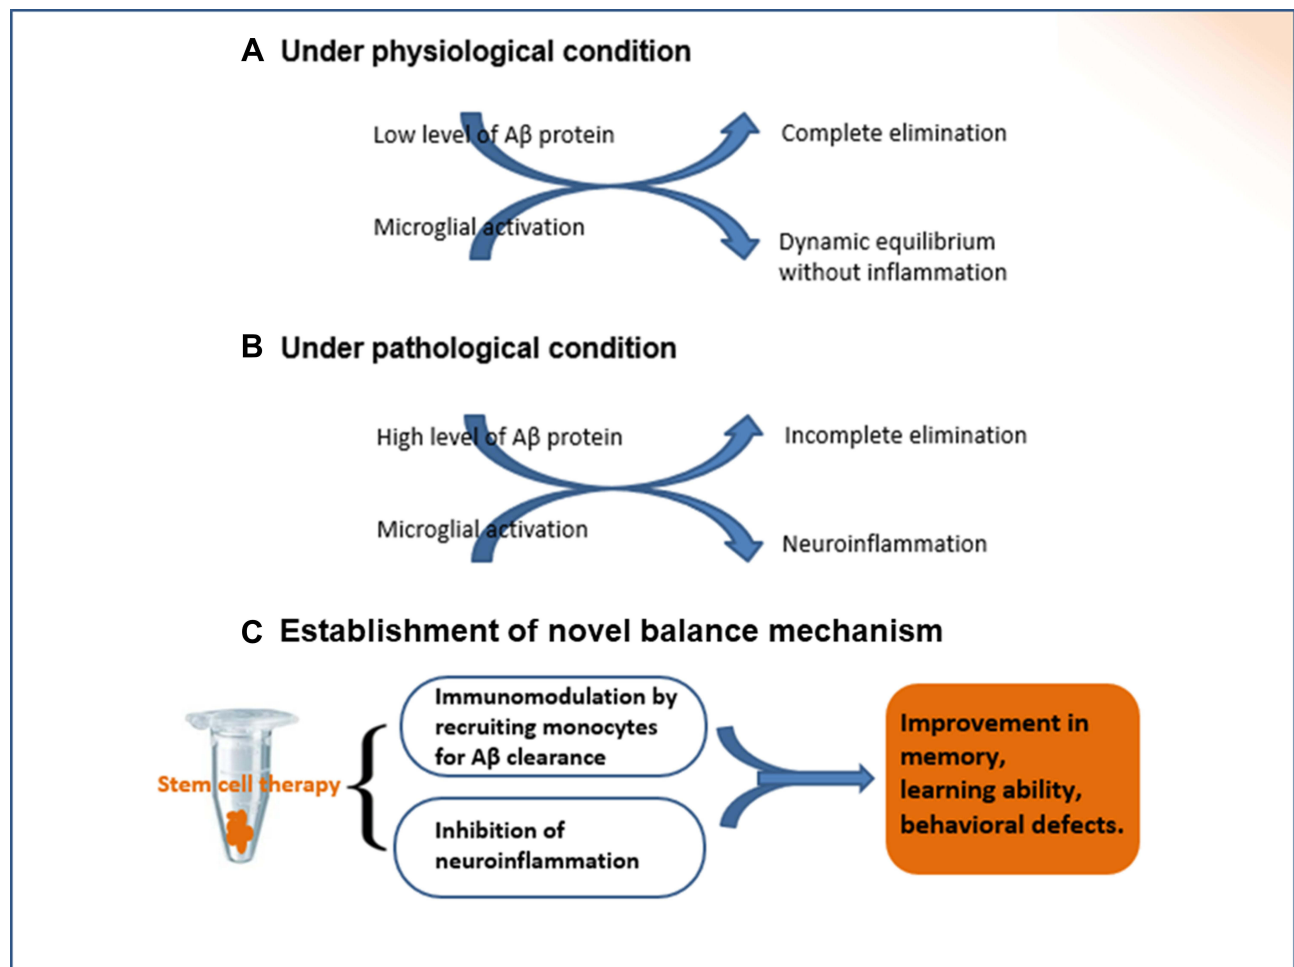 A Under physiological condition
Low level of Aβ protein
Complete elimination
Microglial activation
Dynamic equilibrium
without inflammation
B Under pathological condition
High level of Aβ protein
Incomplete elimination
Microglial activation
Neuroinflammation
C Establishment of novel balance mechanism
Stem cell therapy
Immunomodulation by
recruiting monocytes
for Aβ clearance
Inhibition of
neuroinflammation
Improvement in
memory,
learning ability,
behavioral defects.